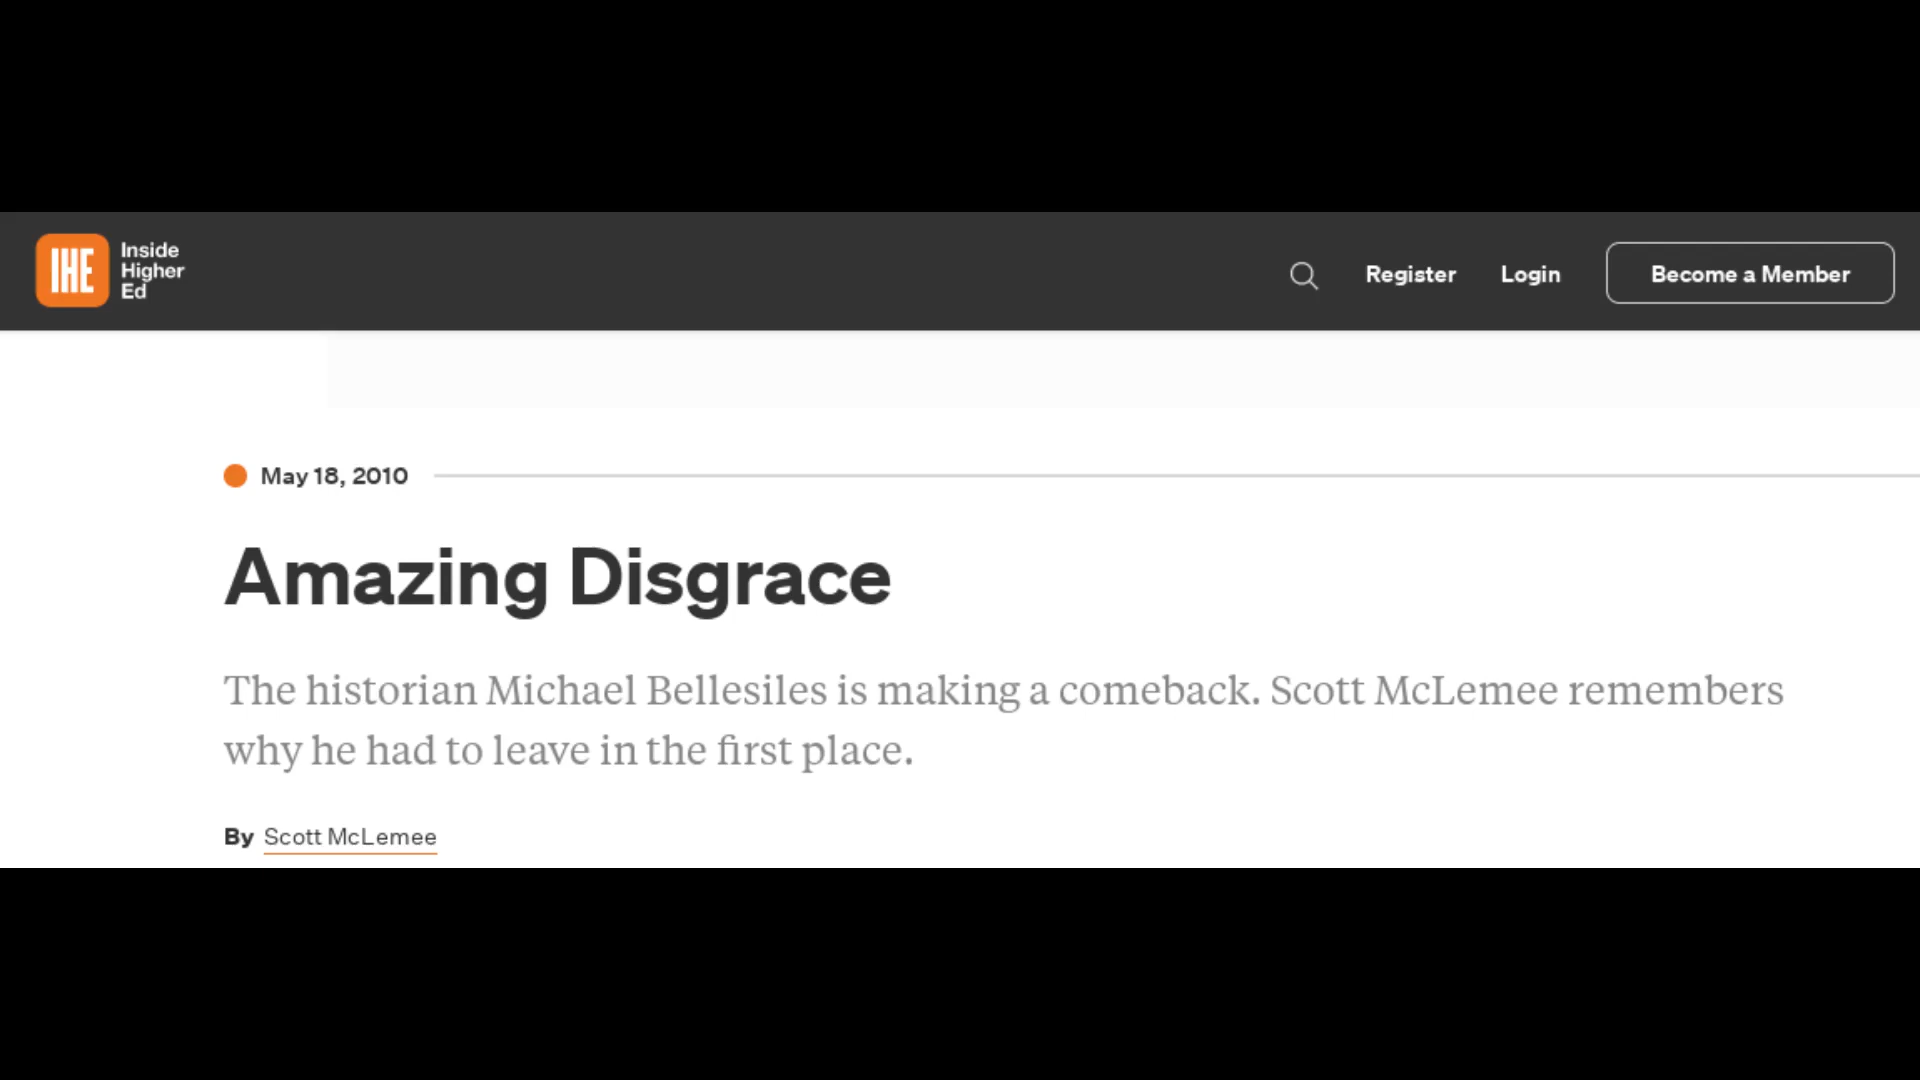 IHE
Inside
Higher
Ed
Register
Login
Become a Member
May 18, 2010
Amazing Disgrace
The historian Michael Bellesiles is making a comeback. Scott McLemee remembers
why he had to leave in the first place.
By Scott McLemee